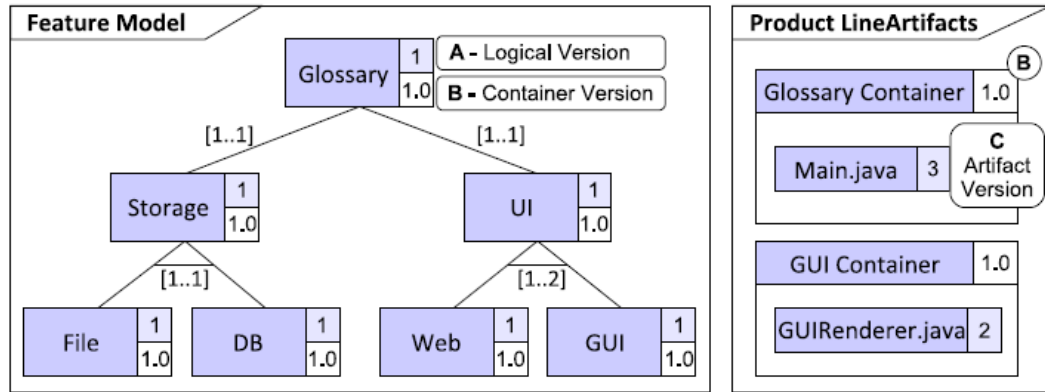 Feature Model
Glossary
1
1.0
A - Logical Version
B - Container Version
[1..1]
[1..1]
Storage
1
1.0
UI
1
1.0
[1..1]
[1..2]
File
1
1.0
DB
1
1.0
Web
1
1.0
GUI
1
1.0
Product LineArtifacts
B
Glossary Container
1.0
Main.java
3
C
Artifact
Version
GUI Container
1.0
GUIRenderer.java
2